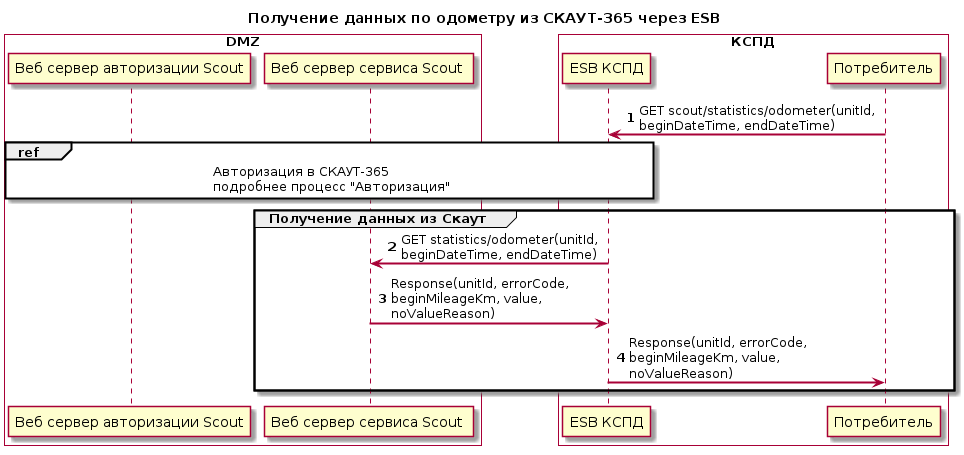 Получение данных по одометру из СКАУТ-365 через ESB
DMZ
КСПД
Веб сервер авторизации Scout
Веб сервер сервиса Scout
ESB КСПД
Потребитель
1 GET scout/statistics/odometer(unitId,
beginDateTime, endDateTime)
ref
Авторизация в СКАУТ-365
подробнее процесс "Авторизация"
Получение данных из Скаут
2 GET statistics/odometer(unitId,
beginDateTime, endDateTime)
Response(unitId, errorCode,
3 beginMileageKm, value,
noValueReason)
Response(unitId, errorCode,
4 beginMileageKm, value,
noValueReason)
Веб сервер авторизации Scout
Веб сервер сервиса Scout
ESB КСПД
Потребитель